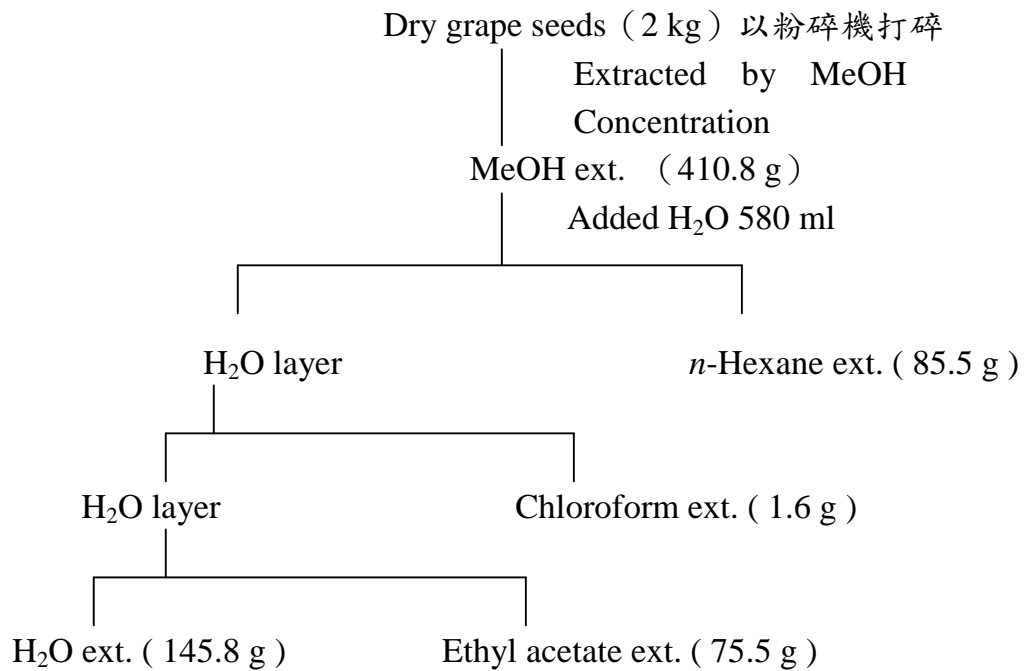 Dry grape seeds（2 kg）以粉碎機打碎
Extracted by MeOH
Concentration
MeOH ext. （410.8 g）
Added H₂O 580 ml
H₂O layer
n-Hexane ext. ( 85.5 g )
H₂O layer
Chloroform ext. ( 1.6 g )
H₂O ext. ( 145.8 g )
Ethyl acetate ext. ( 75.5 g )